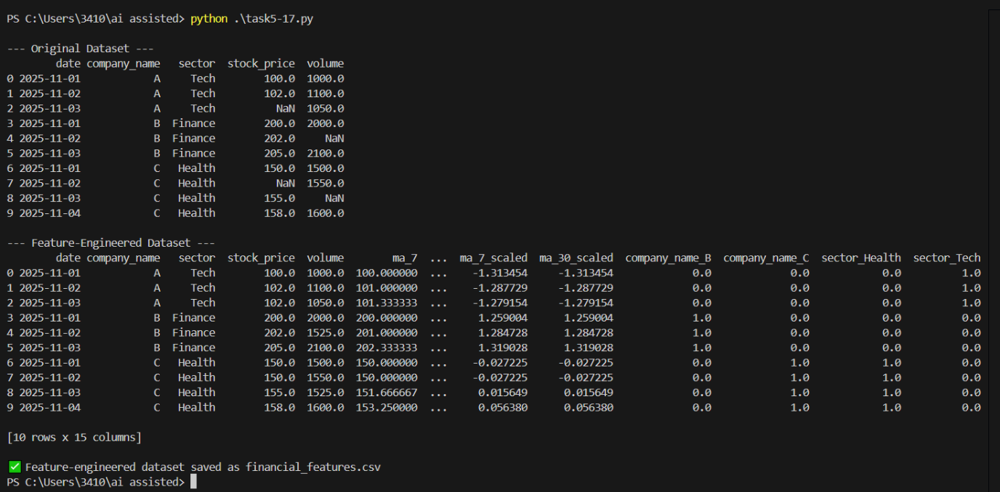 PS C:\Users\3410\ai assisted> python .\task5-17.py
--- Original Dataset ---
date company_name sector stock_price volume
0 2025-11-01 A Tech 100.0 1000.0
1 2025-11-02 A Tech 102.0 1100.0
2 2025-11-03 A Tech NaN 1050.0
3 2025-11-01 B Finance 200.0 2000.0
4 2025-11-02 B Finance 202.0 NaN
5 2025-11-03 B Finance 205.0 2100.0
6 2025-11-01 C Health 150.0 1500.0
7 2025-11-02 C Health NaN 1550.0
8 2025-11-03 C Health 155.0 NaN
9 2025-11-04 C Health 158.0 1600.0
--- Feature-Engineered Dataset ---
date company_name sector stock_price volume ma_7 ... ma_7_scaled ma_30_scaled company_name_B company_name_C sector_Health sector_Tech
0 2025-11-01 A Tech 100.0 1000.0 100.000000 ... -1.313454 -1.313454 0.0 0.0 0.0 1.0
1 2025-11-02 A Tech 102.0 1100.0 101.000000 ... -1.287729 -1.287729 0.0 0.0 0.0 1.0
2 2025-11-03 A Tech 102.0 1050.0 101.333333 ... -1.279154 -1.279154 0.0 0.0 0.0 1.0
3 2025-11-01 B Finance 200.0 2000.0 200.000000 ... 1.259004 1.259004 1.0 0.0 0.0 0.0
4 2025-11-02 B Finance 202.0 1525.0 201.000000 ... 1.284728 1.284728 1.0 0.0 0.0 0.0
5 2025-11-03 B Finance 205.0 2100.0 202.333333 ... 1.319028 1.319028 1.0 0.0 0.0 0.0
6 2025-11-01 C Health 150.0 1500.0 150.000000 ... -0.027225 -0.027225 0.0 1.0 1.0 0.0
7 2025-11-02 C Health 150.0 1550.0 150.000000 ... -0.027225 -0.027225 0.0 1.0 1.0 0.0
8 2025-11-03 C Health 155.0 1525.0 151.666667 ... 0.015649 0.015649 0.0 1.0 1.0 0.0
9 2025-11-04 C Health 158.0 1600.0 153.250000 ... 0.056380 0.056380 0.0 1.0 1.0 0.0
[10 rows x 15 columns]
✅ Feature-engineered dataset saved as financial_features.csv
PS C:\Users\3410\ai assisted>